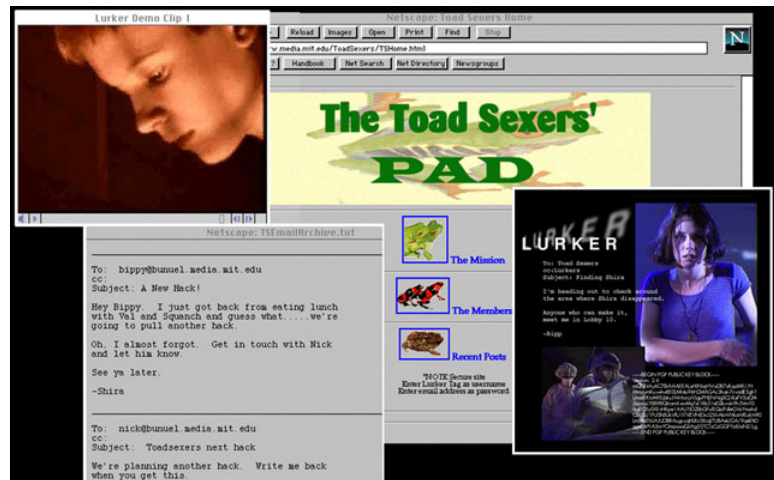 Lurker Demo Clip 1
Netscape: Toad Sexers Home
Reload Images Open Print Find Stop
N
.media.mit.edu/ToadSexers/TSHome.html
? Handbook Net Search Net Directory Newsgroups
The Toad Sexers'
PAD
The Mission
The Members
Recent Posts
*NOTE Secure site
Enter Lurker Tag as username
Enter email address as password
Netscape: TSEmailArchive.txt
To: bippy@bunuel.media.mit.edu
cc:
Subject: A New Hack!
Hey Bippy. I just got back from eating lunch
with Val and Squanch and guess what.....we're
going to pull another hack.
Oh, I almost forgot. Get in touch with Nick
and let him know.
See ya later.
-Shira
To: nick@bunuel.media.mit.edu
cc:
Subject: Toadsexers next hack
We're planning another hack. Write me back
when you get this.
LURKER
LURKER
To: Toad Sexers
cc:Lurkers
Subject: Finding Shira
I'm heading out to check around
the area where Shira disappeared.
Anyone who can make it,
meet me in Lobby 10.
-Bipp
-----BEGIN PGP PUBLIC KEY BLOCK-----
-----END PGP PUBLIC KEY BLOCK-----